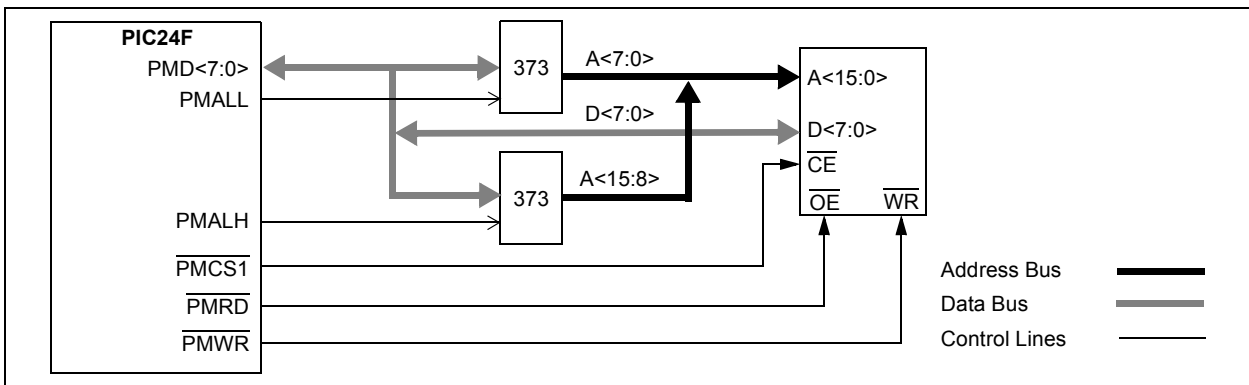 PIC24F
PMD<7:0>
PMALL
PMALH
PMCS1
PMRD
PMWR
373
A<7:0>
D<7:0>
373
A<15:8>
A<15:0>
D<7:0>
CE
OE WR
Address Bus
Data Bus
Control Lines